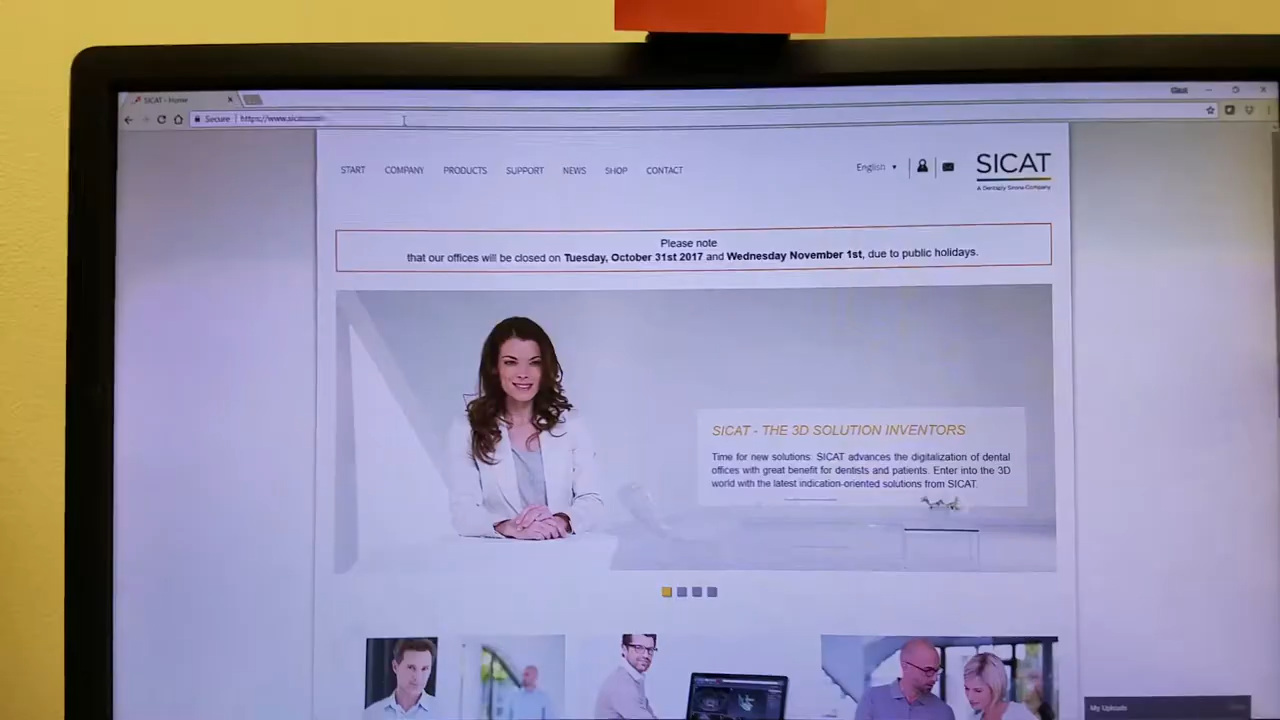 SICAT - Home
Secure
https://www.sicat
START COMPANY PRODUCTS SUPPORT NEWS SHOP CONTACT
English
SICAT
A Dentsply Sirona Company
Please note
that our offices will be closed on Tuesday, October 31st 2017 and Wednesday November 1st, due to public holidays.
SICAT - THE 3D SOLUTION INVENTORS
Time for new solutions: SICAT advances the digitalization of dental
offices with great benefit for dentists and patients. Enter into the 3D
world with the latest indication-oriented solutions from SICAT.
My Uploads